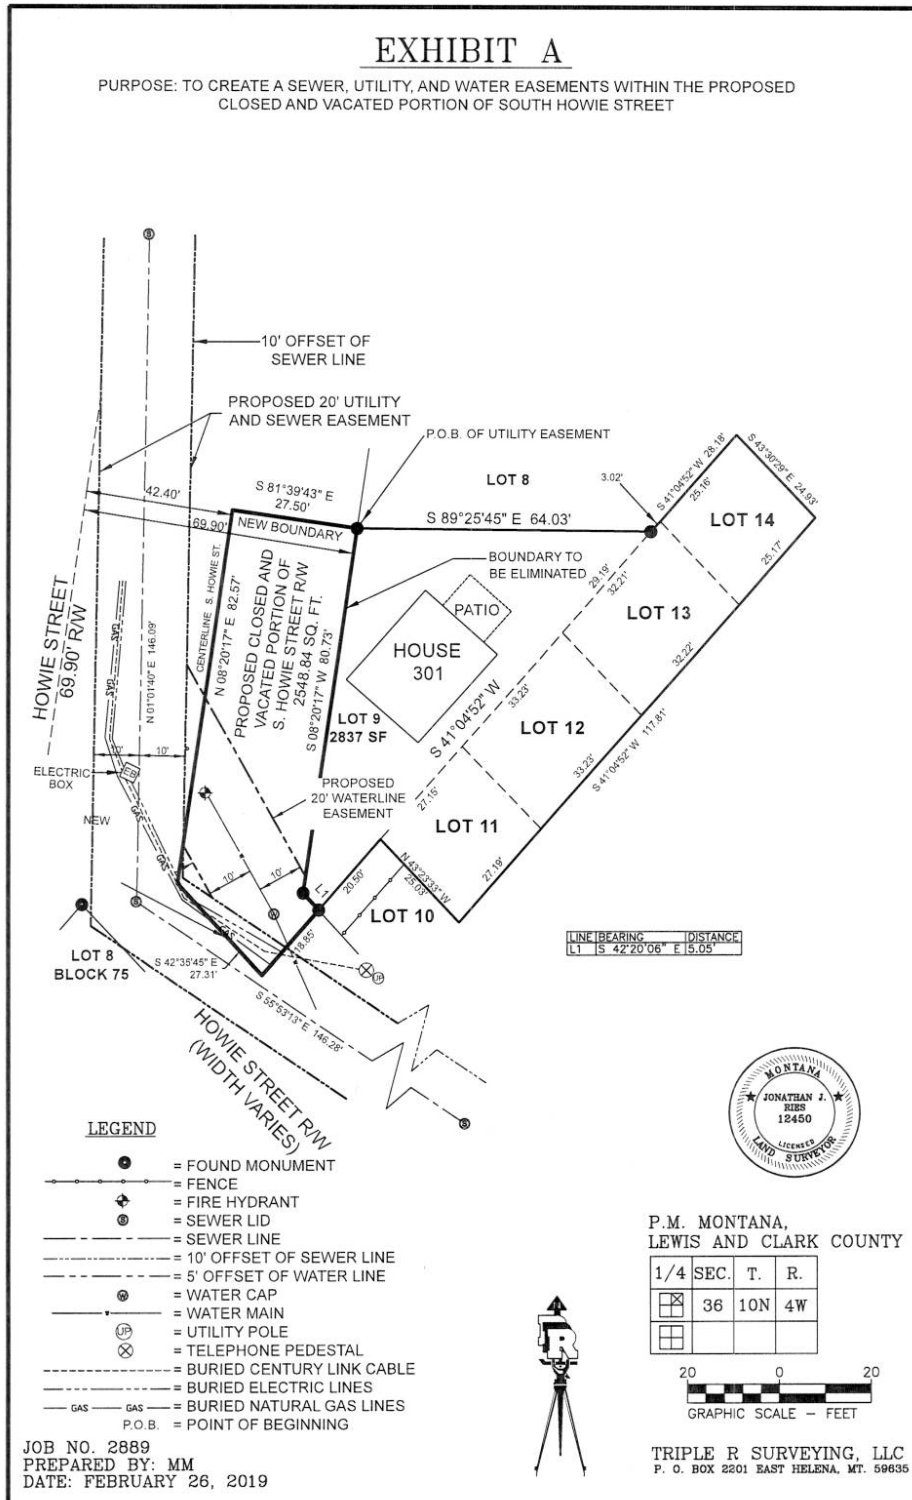 EXHIBIT A
PURPOSE: TO CREATE A SEWER, UTILITY, AND WATER EASEMENTS WITHIN THE PROPOSED
CLOSED AND VACATED PORTION OF SOUTH HOWIE STREET
S
10' OFFSET OF
SEWER LINE
PROPOSED 20' UTILITY
AND SEWER EASEMENT
P.O.B. OF UTILITY EASEMENT
LOT 8
3.02'
S 41°04'52" W 28.18'
25.16'
S 43°30'29" E 24.93'
42.40'
S 81°39'43" E
27.50'
69.90'
NEW BOUNDARY
S 89°25'45" E 64.03'
LOT 14
25.17'
BOUNDARY TO
BE ELIMINATED
HOWIE STREET
69.90' R/W
GAS
GAS
N 01°01'40" E 146.09'
CENTERLINE S. HOWIE ST.
N 08°20'17" E 82.57'
PROPOSED CLOSED AND
VACATED PORTION OF
S. HOWIE STREET R/W
2548.84 SQ. FT.
S 08°20'17" W 80.73'
PATIO
HOUSE
301
29.19'
32.21'
LOT 13
32.22'
LOT 9
2837 SF
S 41°04'52" W
33.23'
LOT 12
33.23'
S 41°04'52" W 117.81'
10'
10'
ELECTRIC
BOX
EB
NEW
GAS
GAS
PROPOSED
20' WATERLINE
EASEMENT
27.15'
LOT 11
27.19'
10'
10'
L1
20.50'
N 43°23'33" W
25.03'
LOT 10
S
W
GAS
18.85'
LOT 8
BLOCK 75
S 42°35'45" E
27.31'
UP
S 55°53'13" E 146.28'
HOWIE STREET R/W
(WIDTH VARIES)
S
LINE BEARING DISTANCE
L1 S 42°20'06" E 5.05'
MONTANA
JONATHAN J.
RIES
12450
LICENSED
LAND SURVEYOR
LEGEND
= FOUND MONUMENT
= FENCE
= FIRE HYDRANT
S = SEWER LID
= SEWER LINE
= 10' OFFSET OF SEWER LINE
= 5' OFFSET OF WATER LINE
W = WATER CAP
= WATER MAIN
UP = UTILITY POLE
= TELEPHONE PEDESTAL
= BURIED CENTURY LINK CABLE
= BURIED ELECTRIC LINES
GAS GAS = BURIED NATURAL GAS LINES
P.O.B. = POINT OF BEGINNING
JOB NO. 2889
PREPARED BY: MM
DATE: FEBRUARY 26, 2019
P.M. MONTANA,
LEWIS AND CLARK COUNTY
1/4 SEC. T. R.
36 10N 4W
20 0 20
GRAPHIC SCALE – FEET
TRIPLE R SURVEYING, LLC
P. O. BOX 2201 EAST HELENA, MT. 59635